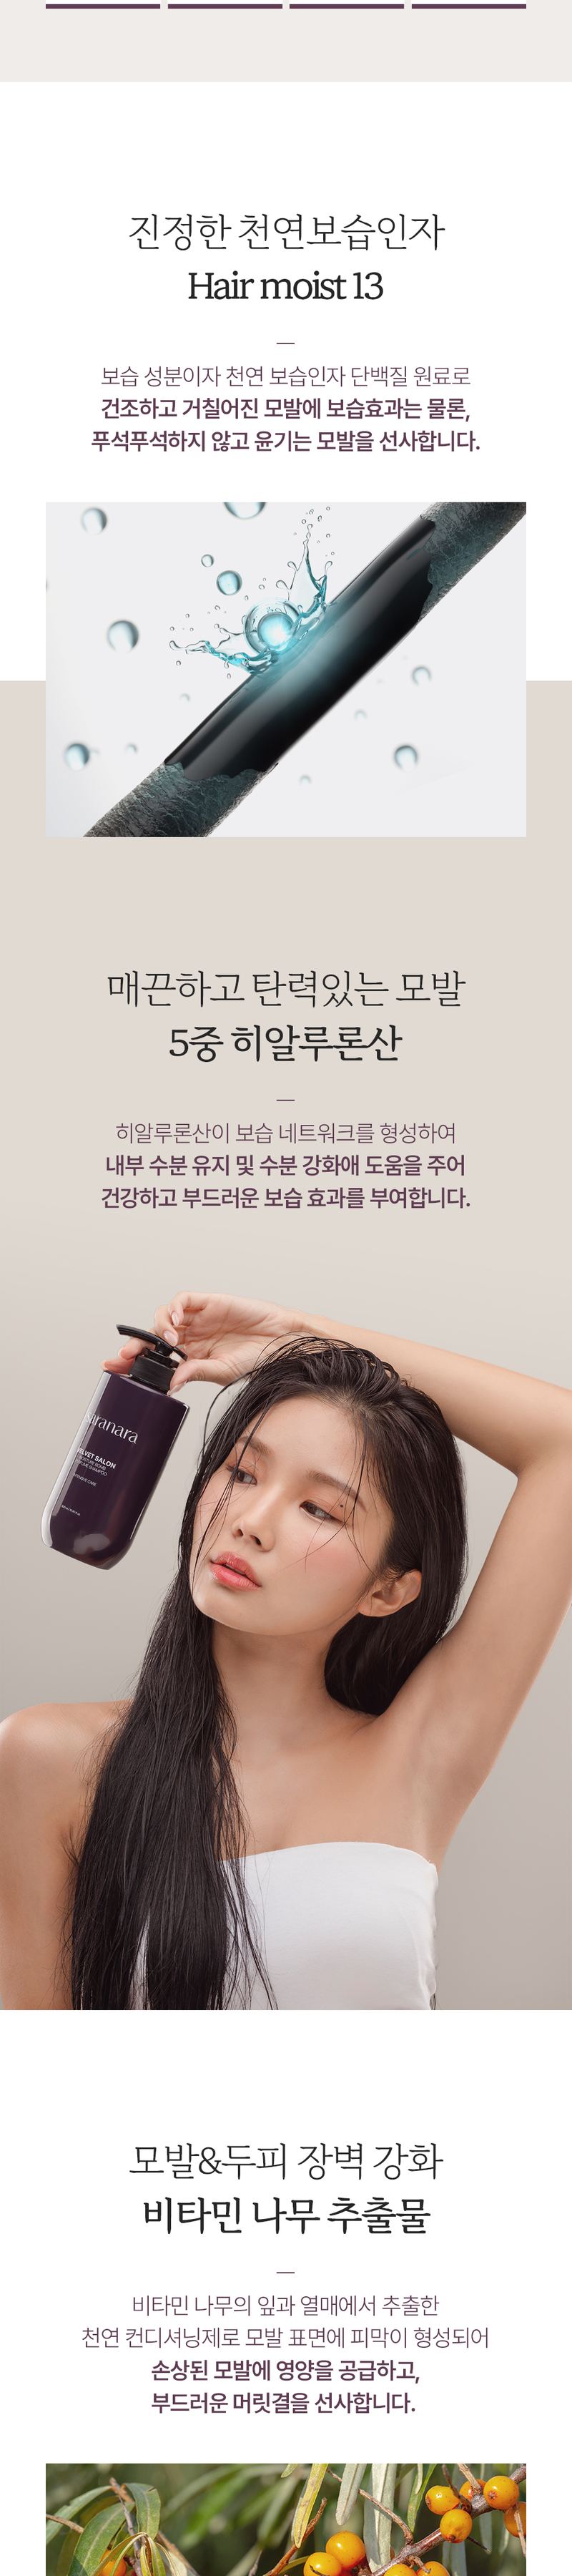 진정한 천연보습인자
Hair moist 13
보습 성분이자 천연 보습인자 단백질 원료로
건조하고 거칠어진 모발에 보습효과는 물론,
푸석푸석하지 않고 윤기는 모발을 선사합니다.
매끈하고 탄력있는 모발
5중 히알루론산
히알루론산이 보습 네트워크를 형성하여
내부 수분 유지 및 수분 강화애 도움을 주어
건강하고 부드러운 보습 효과를 부여합니다.
aranara
VELVET SALON
모발&두피 장벽 강화
비타민 나무 추출물
비타민 나무의 잎과 열매에서 추출한
천연 컨디셔닝제로 모발 표면에 피막이 형성되어
손상된 모발에 영양을 공급하고,
부드러운 머릿결을 선사합니다.